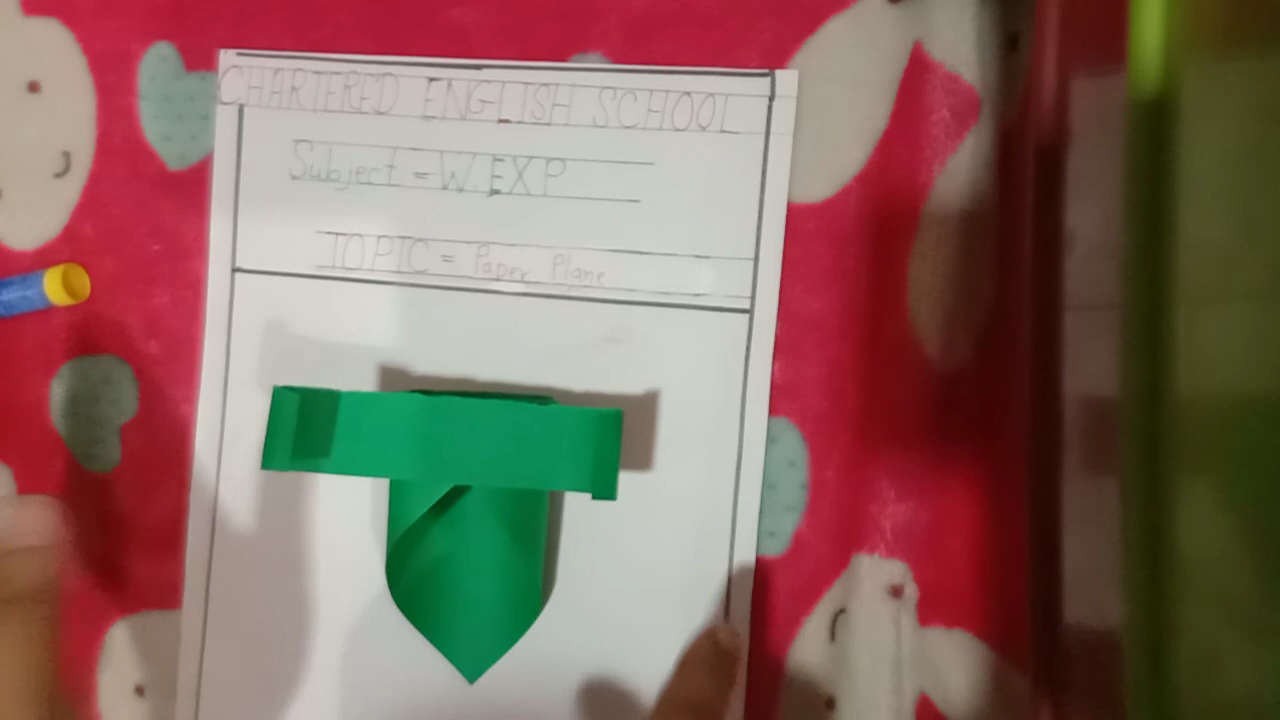 CHARTERED ENGLISH SCHOOL
Subject = W.EXP
TOPIC = Paper Plane